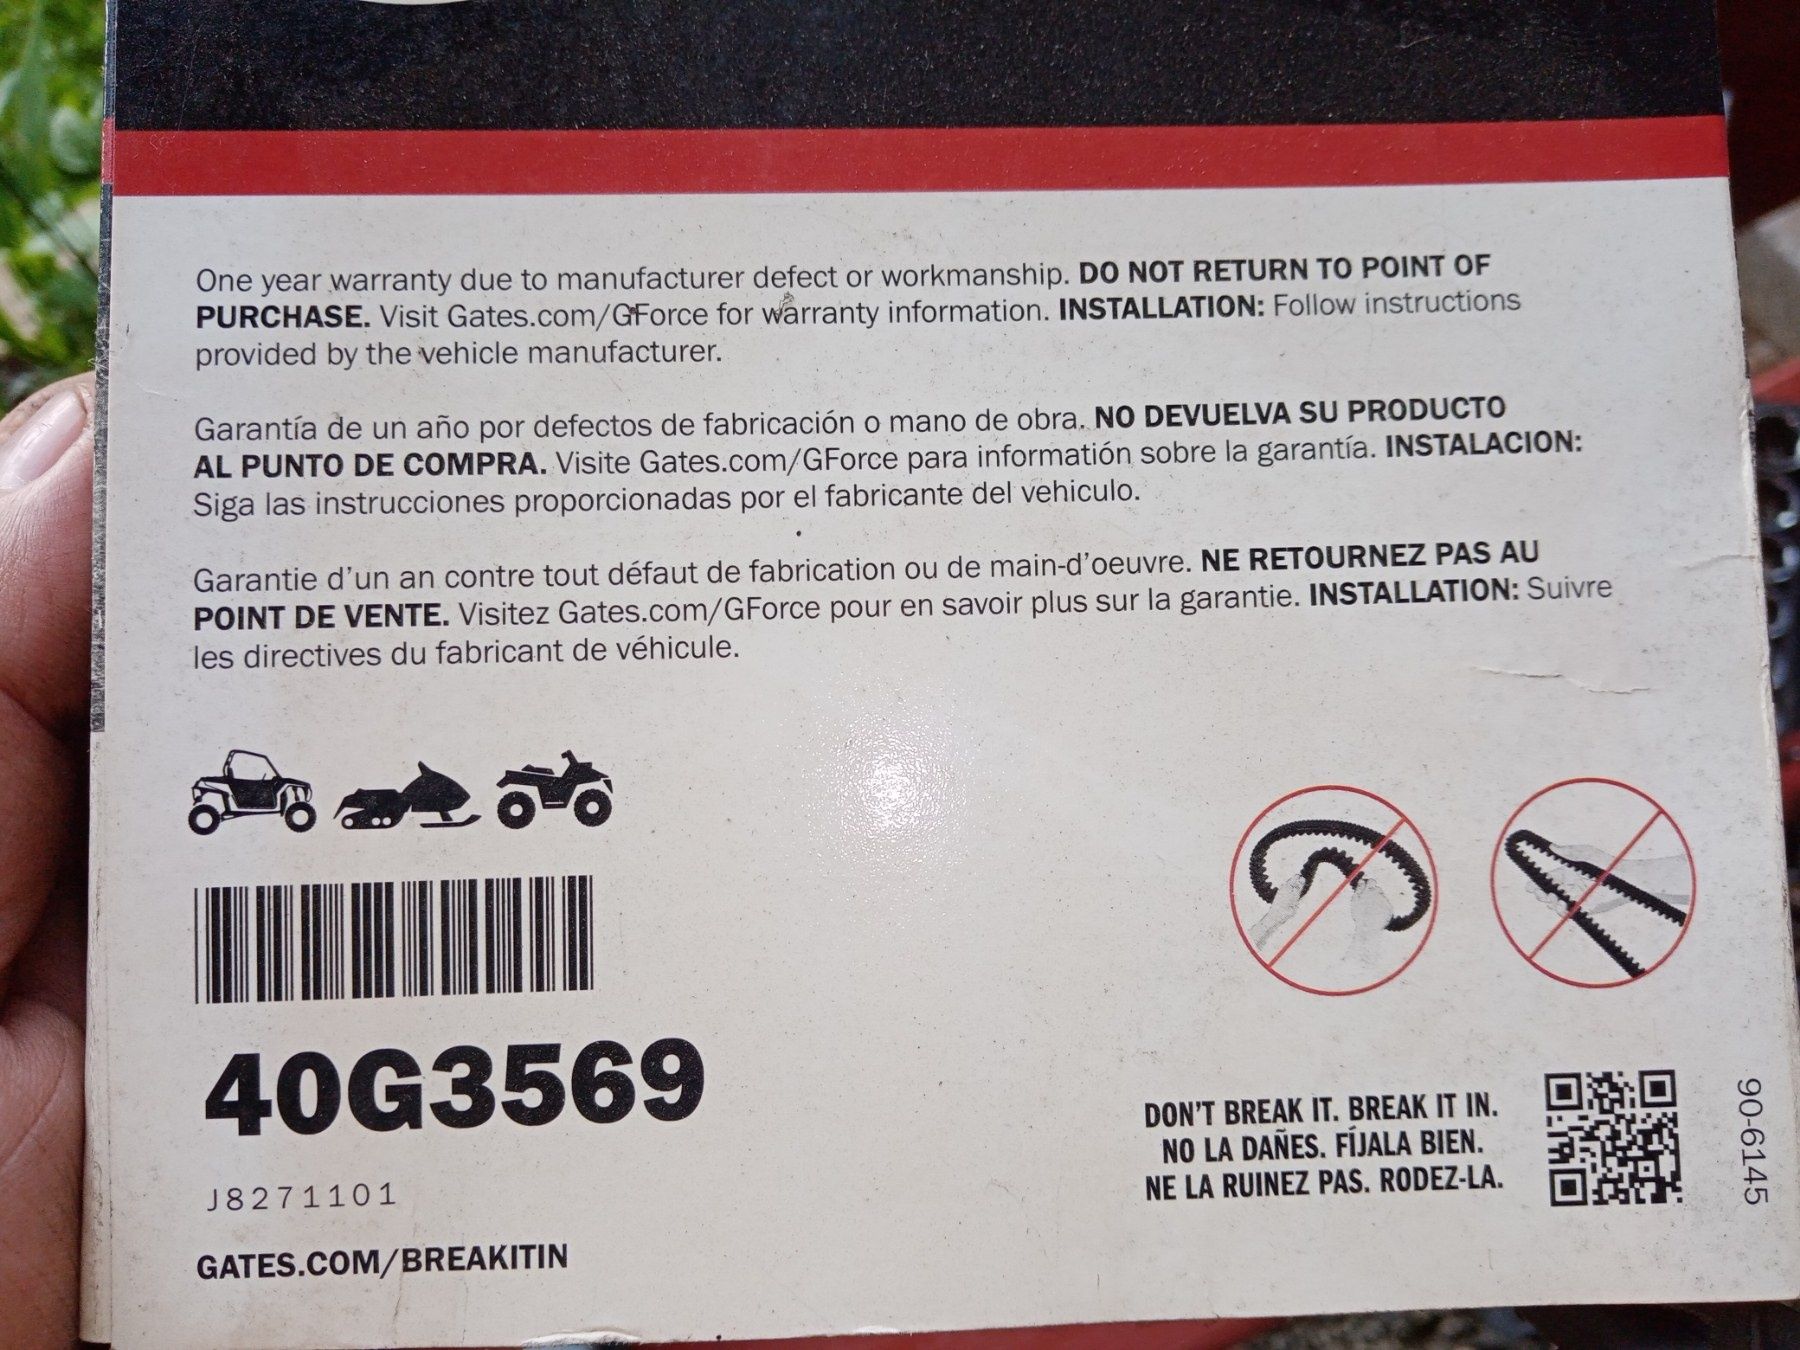 One year warranty due to manufacturer defect or workmanship. DO NOT RETURN TO POINT OF
PURCHASE. Visit Gates.com/GForce for warranty information. INSTALLATION: Follow instructions
provided by the vehicle manufacturer.
Garantía de un año por defectos de fabricación o mano de obra. NO DEVUELVA SU PRODUCTO
AL PUNTO DE COMPRA. Visite Gates.com/GForce para informatión sobre la garantía. INSTALACION:
Siga las instrucciones proporcionadas por el fabricante del vehiculo.
Garantie d'un an contre tout défaut de fabrication ou de main-d'oeuvre. NE RETOURNEZ PAS AU
POINT DE VENTE. Visitez Gates.com/GForce pour en savoir plus sur la garantie. INSTALLATION: Suivre
les directives du fabricant de véhicule.
40G3569
J8271101
GATES.COM/BREAKITIN
DON'T BREAK IT. BREAK IT IN.
NO LA DAÑES. FÍJALA BIEN.
NE LA RUINEZ PAS. RODEZ-LA.
90-6145